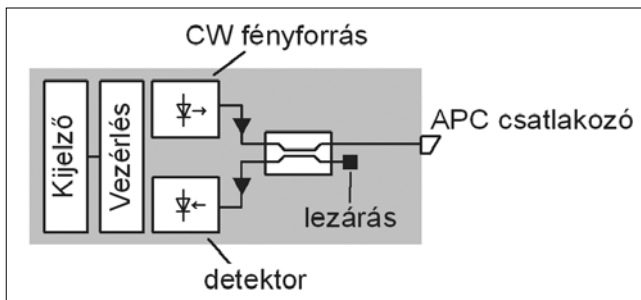 CW fényforrás
Kijelző
Vezérlés
APC csatlakozó
lezárás
detektor